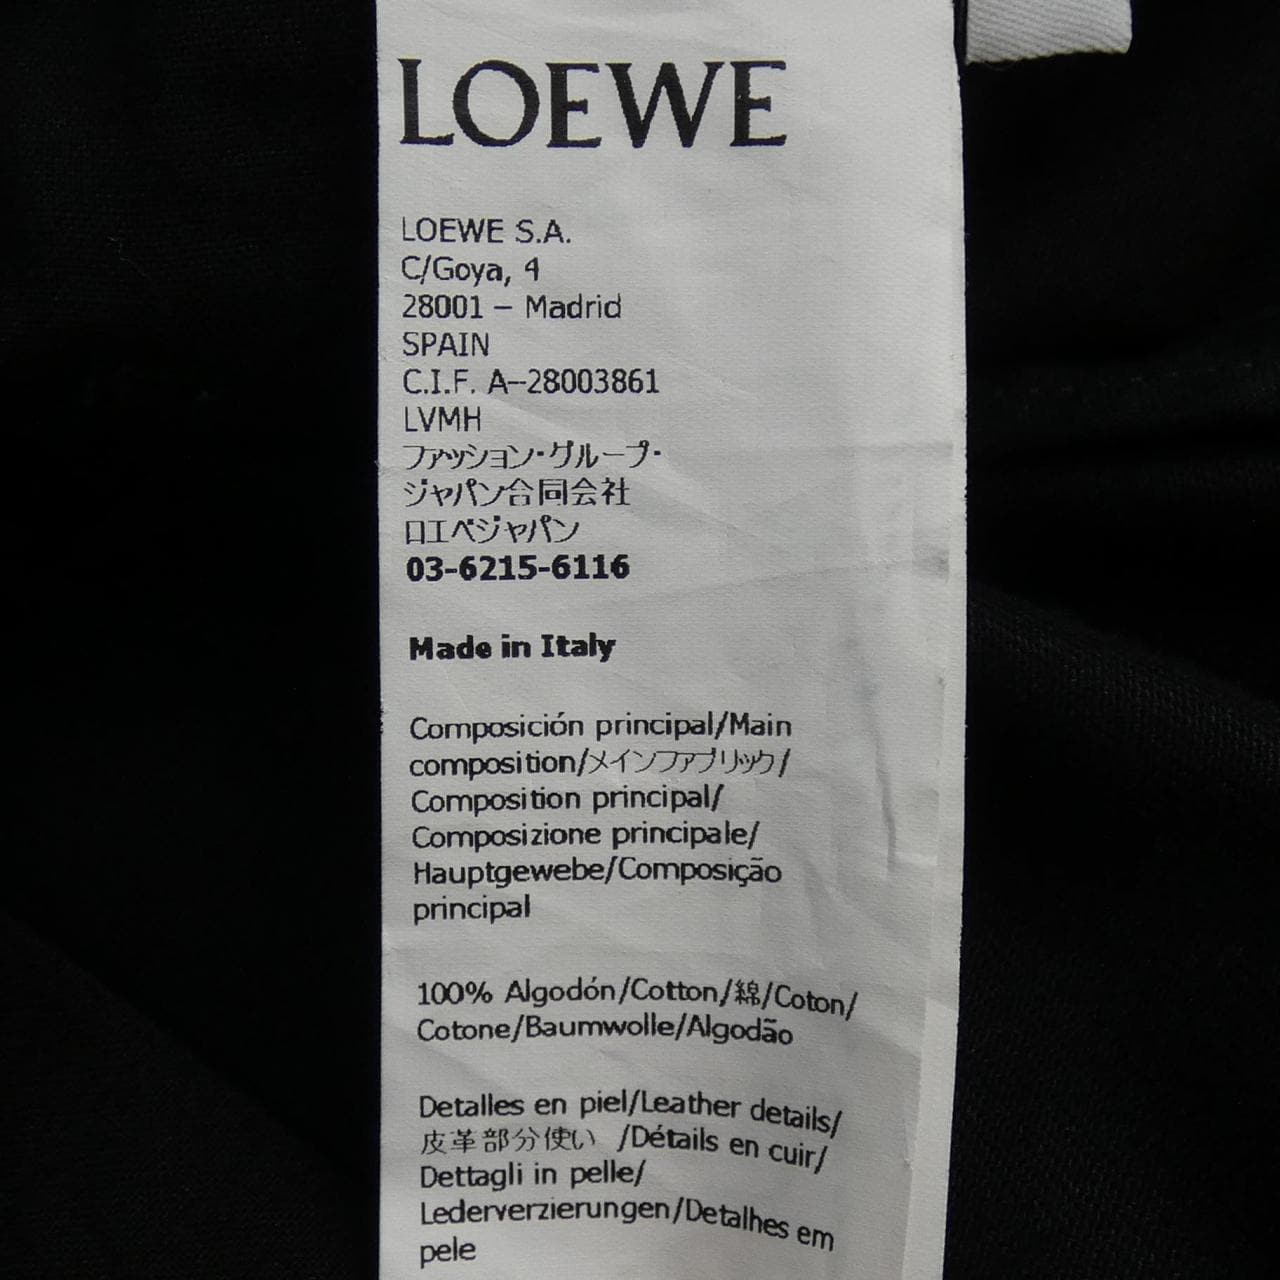 LOEWE
LOEWE S.A.
C/Goya, 4
28001 – Madrid
SPAIN
C.I.F. A–28003861
LVMH
ファッション・グループ・
ジャパン合同会社
ロエベジャパン
03-6215-6116
Made in Italy
Composición principal/Main
composition/メインファブリック/
Composition principal/
Composizione principale/
Hauptgewebe/Composição
principal
100% Algodón/Cotton/綿/Coton/
Cotone/Baumwolle/Algodão
Detalles en piel/Leather details/
皮革部分使い /Détails en cuir/
Dettagli in pelle/
Lederverzierungen/Detalhes em
pele